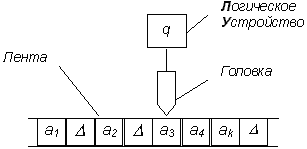 q
Логическое
Устройство
Лента
Головка
a1 Δ a2 Δ a3 a4 ak Δ